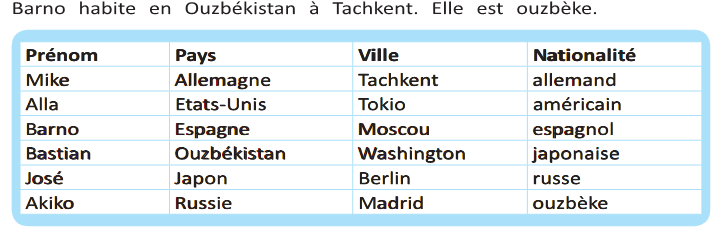 Barno habite en Ouzbékistan à Tachkent. Elle est ouzbèke.
Prénom Pays Ville Nationalité
Mike Allemagne Tachkent allemand
Alla Etats-Unis Tokio américain
Barno Espagne Moscou espagnol
Bastian Ouzbékistan Washington japonaise
José Japon Berlin russe
Akiko Russie Madrid ouzbèke